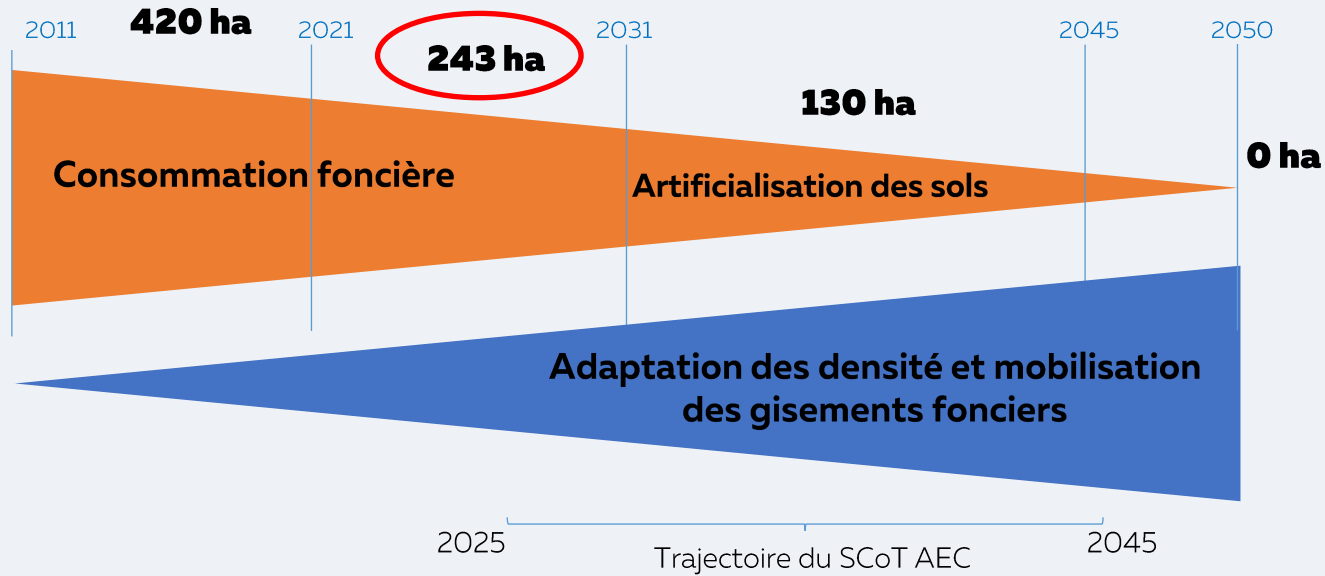 2011
420 ha
2021
243 ha
2031
2045
2050
130 ha
0 ha
Consommation foncière
Artificialisation des sols
Adaptation des densité et mobilisation
des gisements fonciers
2025
2045
Trajectoire du SCoT AEC